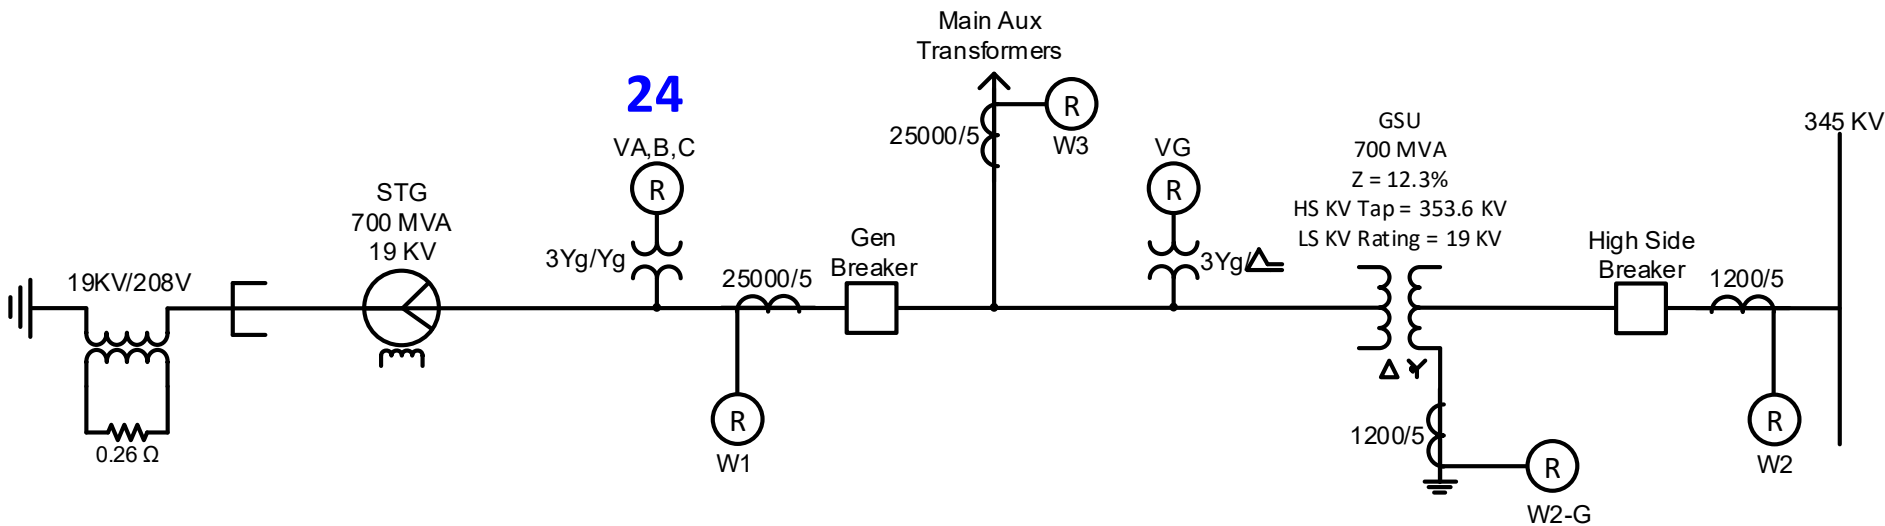 Main Aux
Transformers
24
VA,B,C
R
R
W3
25000/5
VG
R
GSU
700 MVA
Z = 12.3%
HS KV Tap = 353.6 KV
LS KV Rating = 19 KV
345 KV
STG
700 MVA
19 KV
3Yg/Yg
Gen
Breaker
3Yg/
High Side
Breaker
19KV/208V
25000/5
1200/5
0.26 Ω
R
W1
1200/5
R
W2-G
R
W2